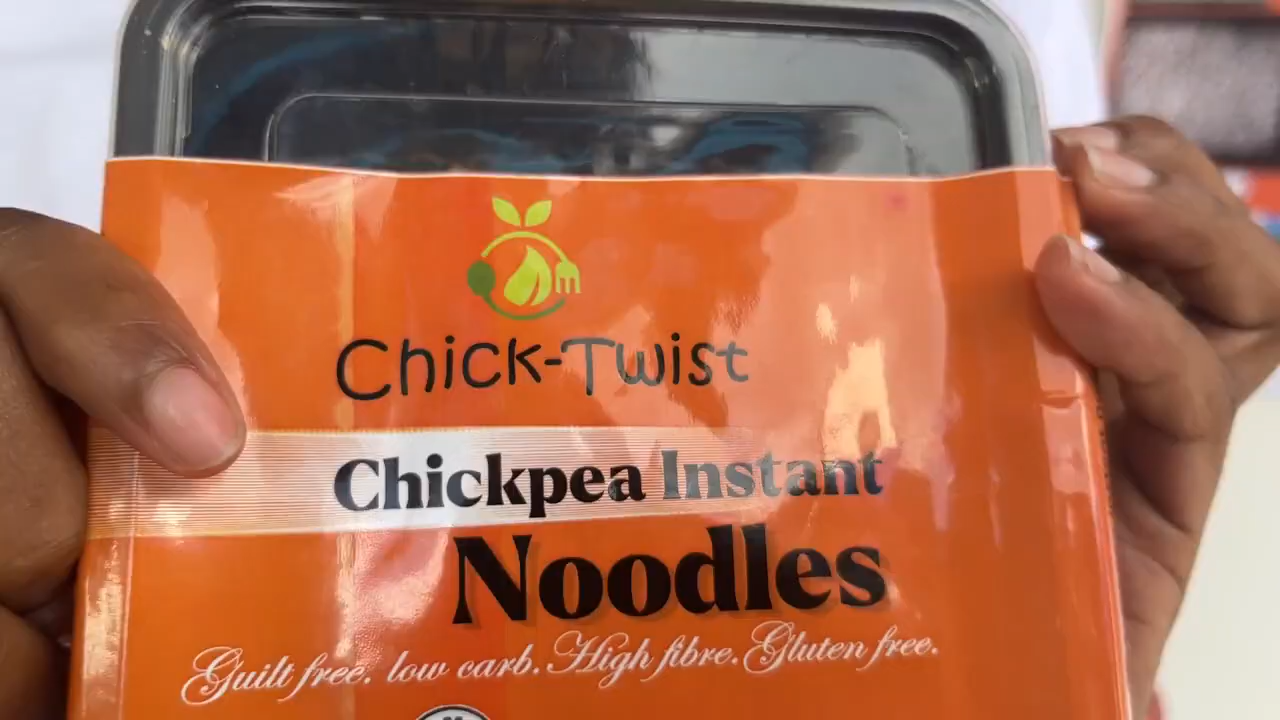 Chick-Twist
Chickpea Instant
Noodles
Guilt free. low carb. High fibre. Gluten free.